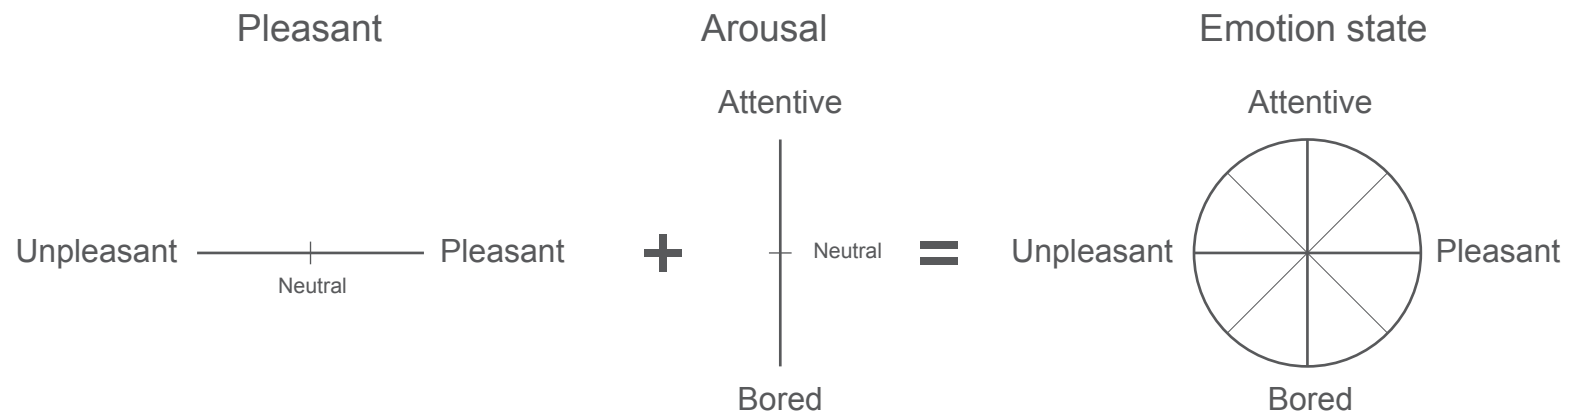 Pleasant
Arousal
Emotion state
Attentive
Attentive
Unpleasant
Pleasant
Neutral
+
Neutral
=
Unpleasant
Pleasant
Bored
Bored